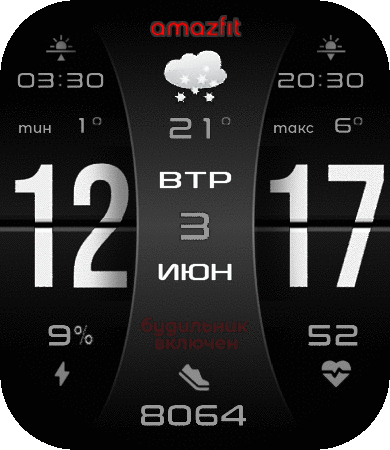 amazfit
03:30
20:30
мин 1°
21°
макс 6°
12
ВТР
3
ИЮН
17
9%
будильник
включен
52
8064